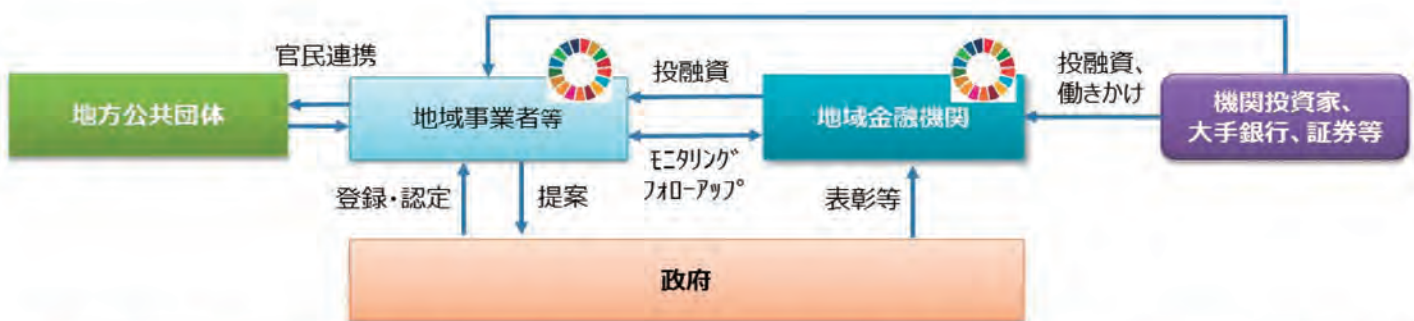 官民連携
投融資
投融資、
働きかけ
地方公共団体
地域事業者等
地域金融機関
機関投資家、
大手銀行、証券等
ﾓﾆﾀﾘﾝｸﾞ
ﾌｫﾛｰｱｯﾌﾟ
登録・認定
提案
表彰等
政府